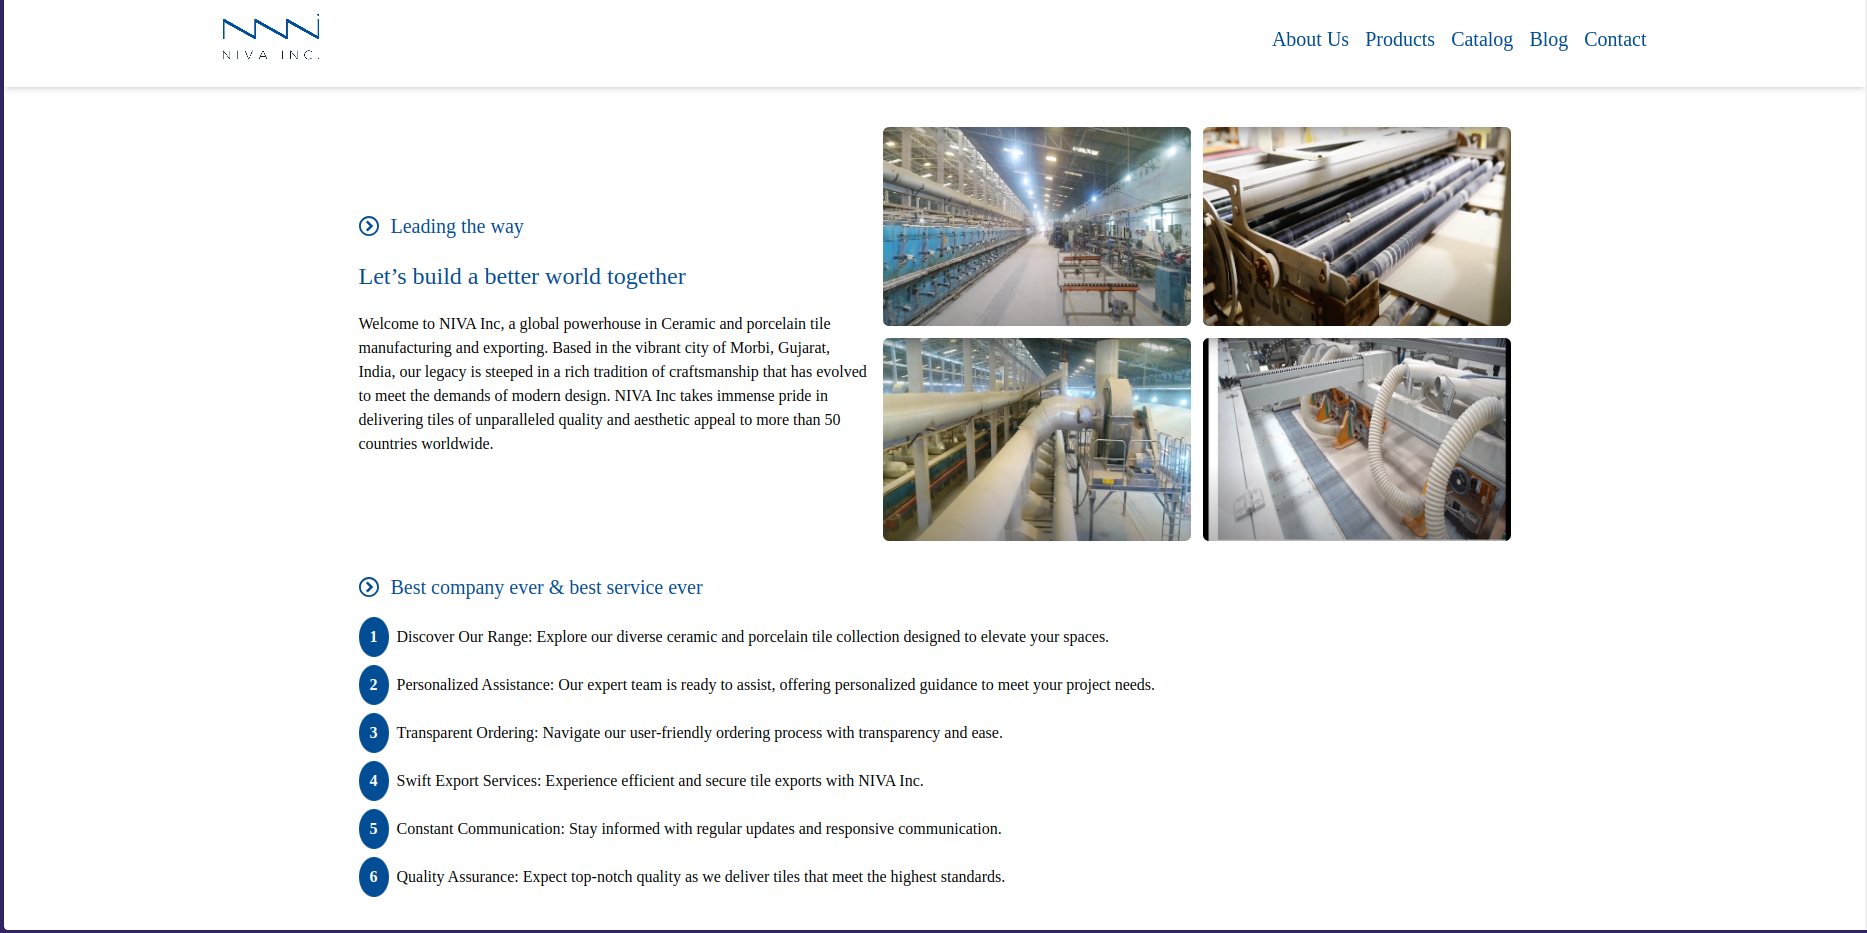 NIVA INC.
About Us Products Catalog Blog Contact
Leading the way
Let’s build a better world together
Welcome to NIVA Inc, a global powerhouse in Ceramic and porcelain tile
manufacturing and exporting. Based in the vibrant city of Morbi, Gujarat,
India, our legacy is steeped in a rich tradition of craftsmanship that has evolved
to meet the demands of modern design. NIVA Inc takes immense pride in
delivering tiles of unparalleled quality and aesthetic appeal to more than 50
countries worldwide.
Best company ever & best service ever
1 Discover Our Range: Explore our diverse ceramic and porcelain tile collection designed to elevate your spaces.
2 Personalized Assistance: Our expert team is ready to assist, offering personalized guidance to meet your project needs.
3 Transparent Ordering: Navigate our user-friendly ordering process with transparency and ease.
4 Swift Export Services: Experience efficient and secure tile exports with NIVA Inc.
5 Constant Communication: Stay informed with regular updates and responsive communication.
6 Quality Assurance: Expect top-notch quality as we deliver tiles that meet the highest standards.